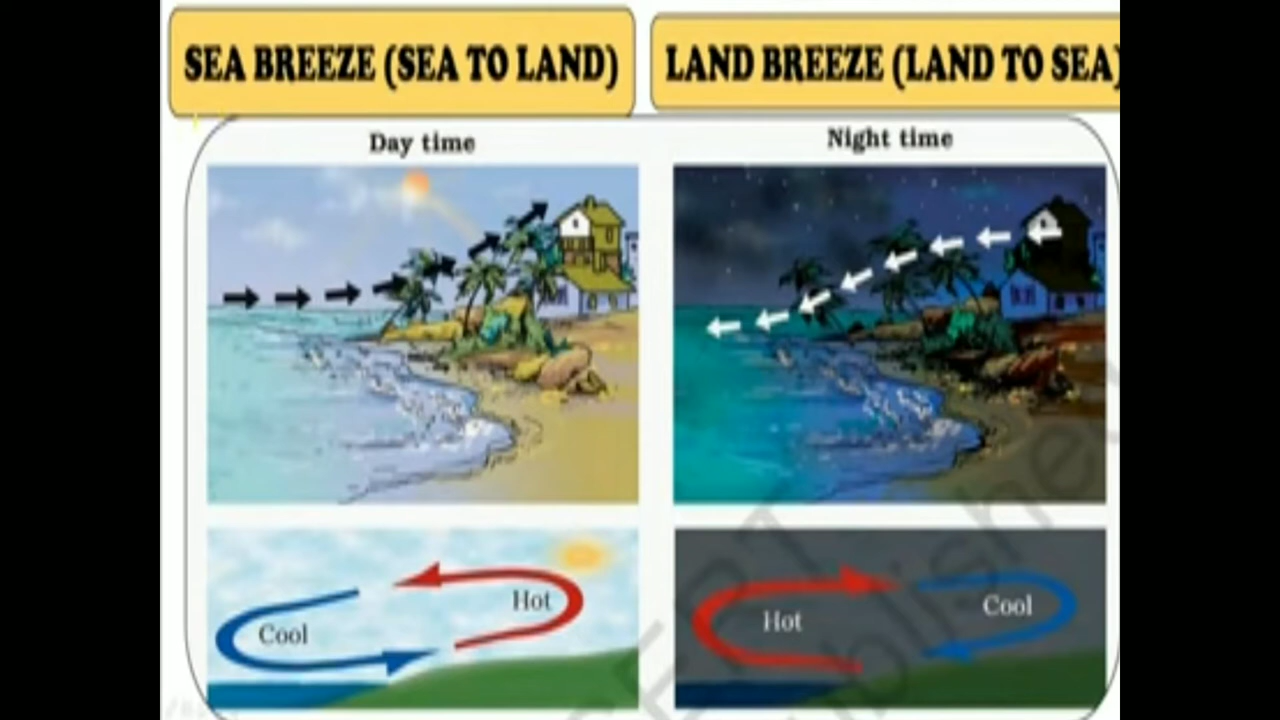 SEA BREEZE (SEA TO LAND)
LAND BREEZE (LAND TO SEA)
Day time
Night time
Hot
Cool
Hot
Cool